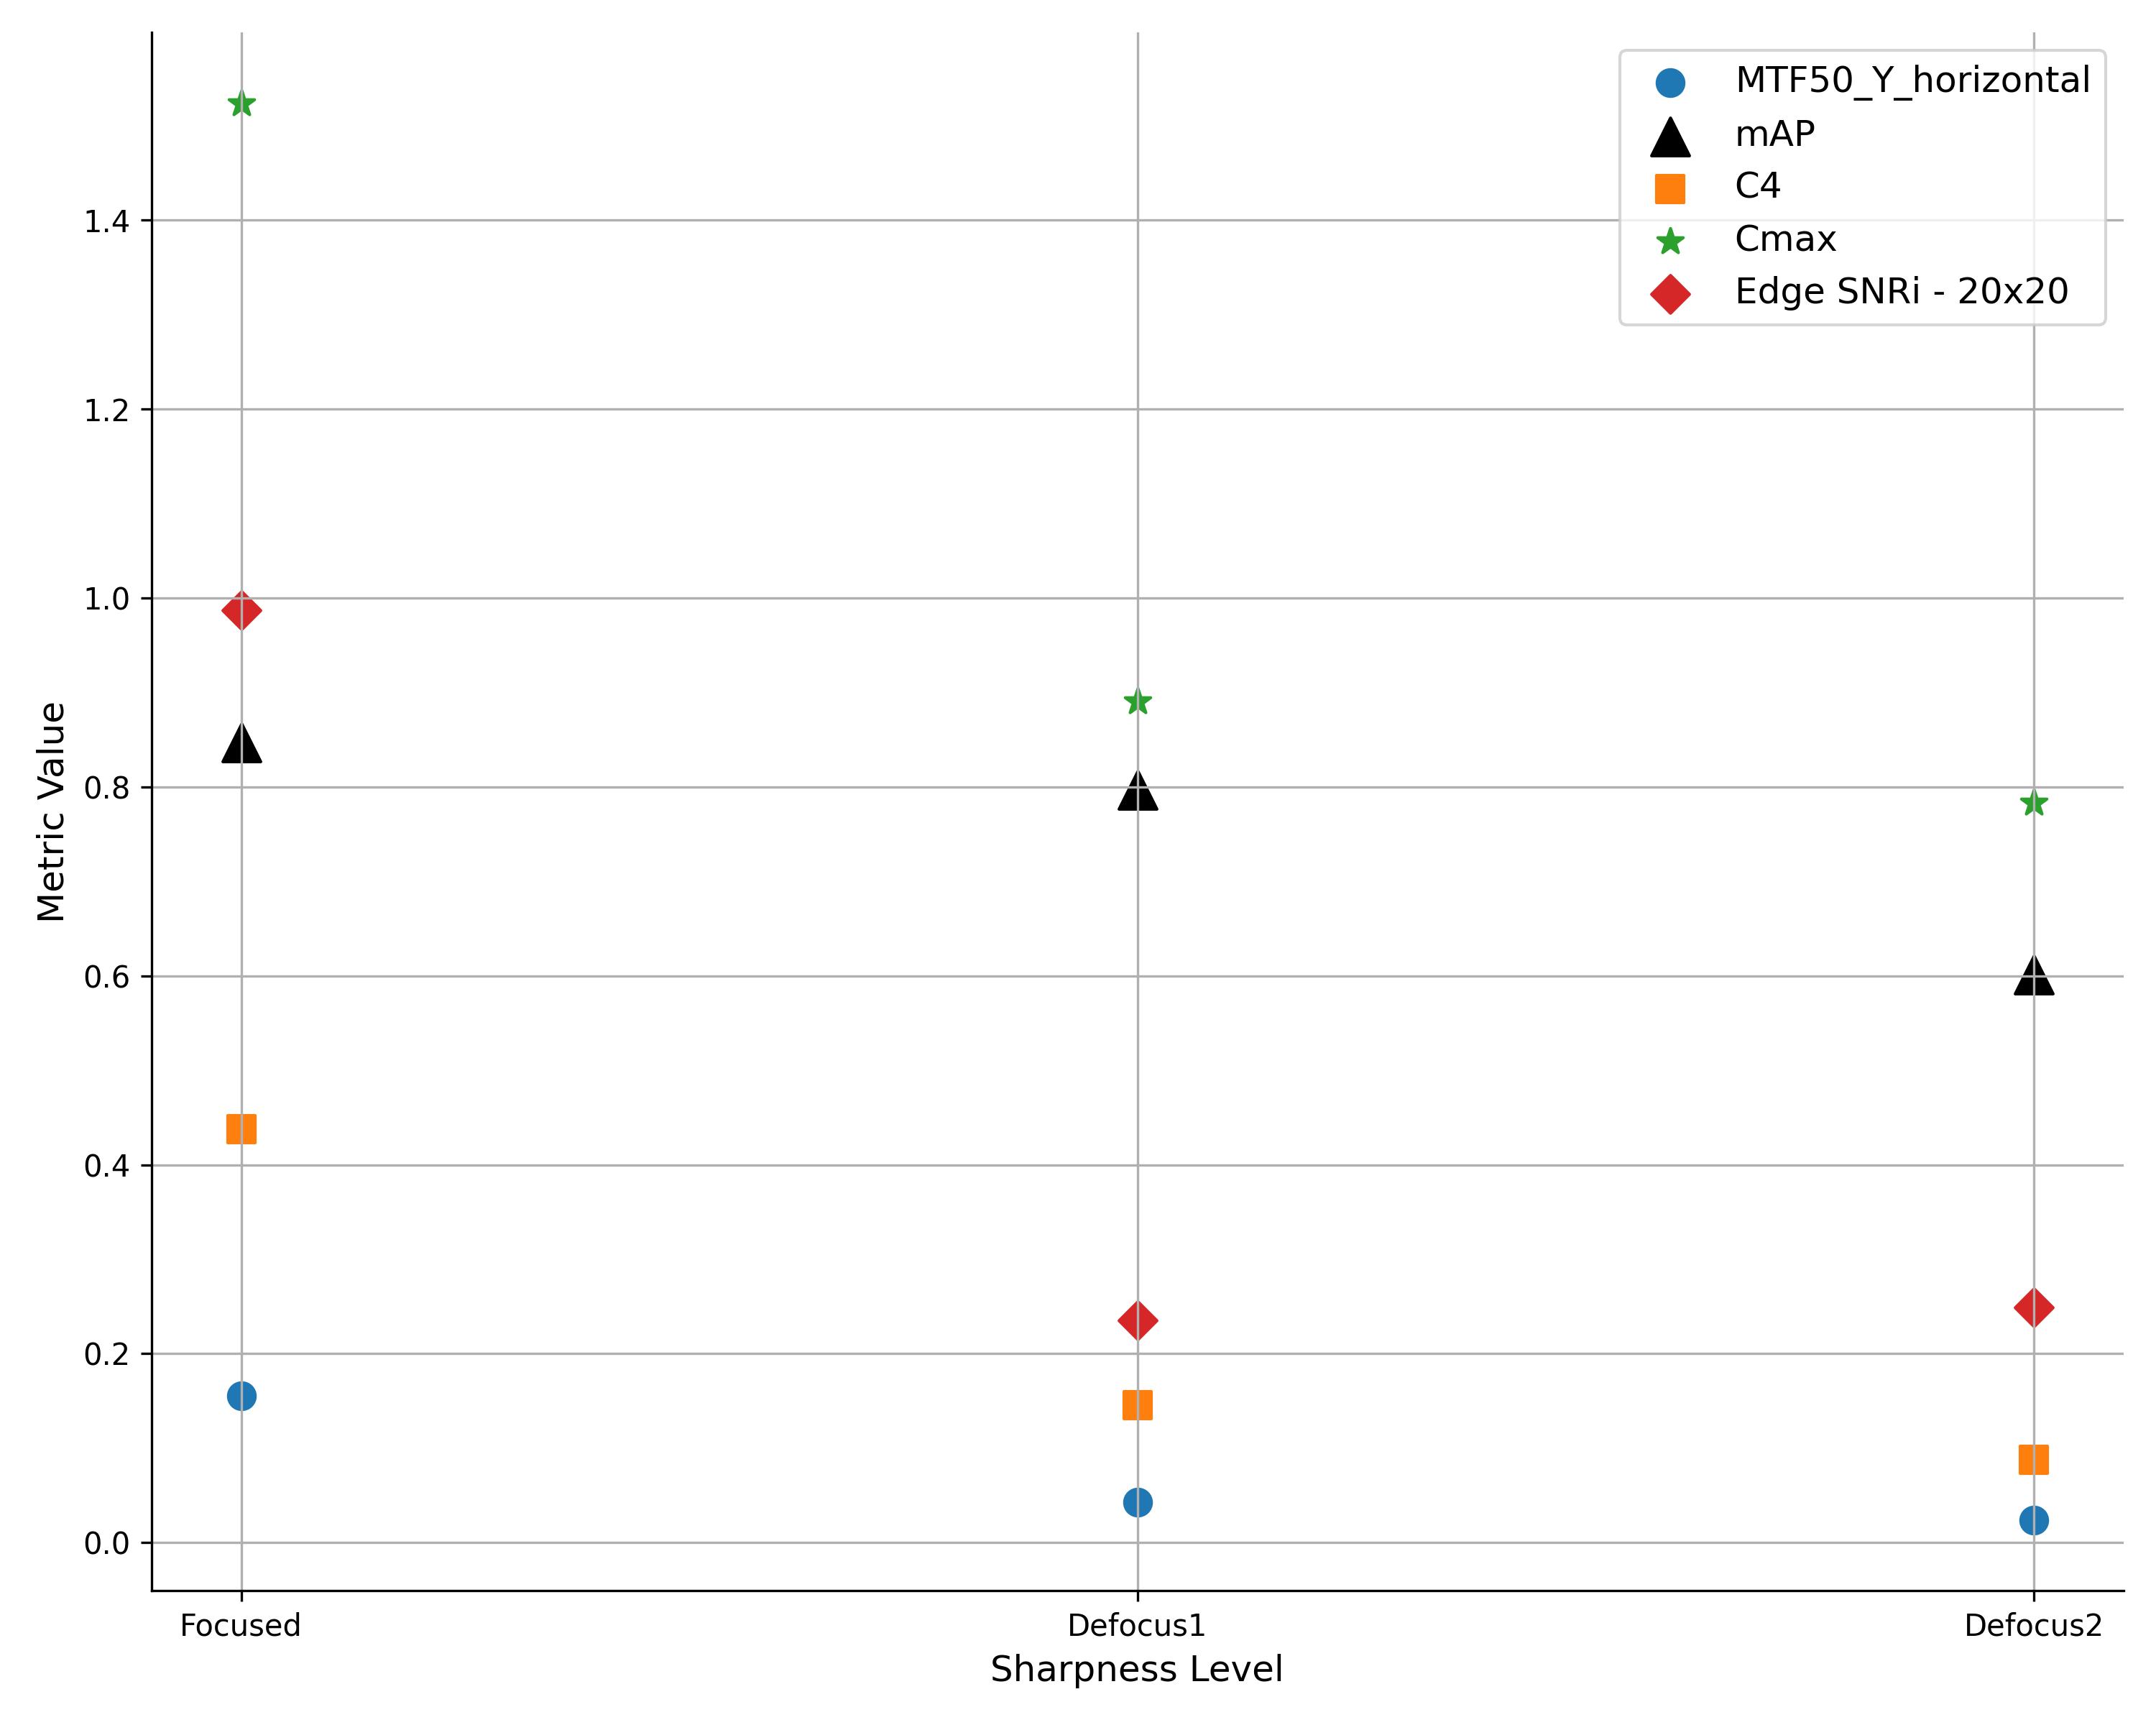 MTF50_Y_horizontal
mAP
C4
Cmax
Edge SNRi - 20x20
Metric Value
1.4
1.2
1.0
0.8
0.6
0.4
0.2
0.0
Focused Defocus1 Defocus2
Sharpness Level